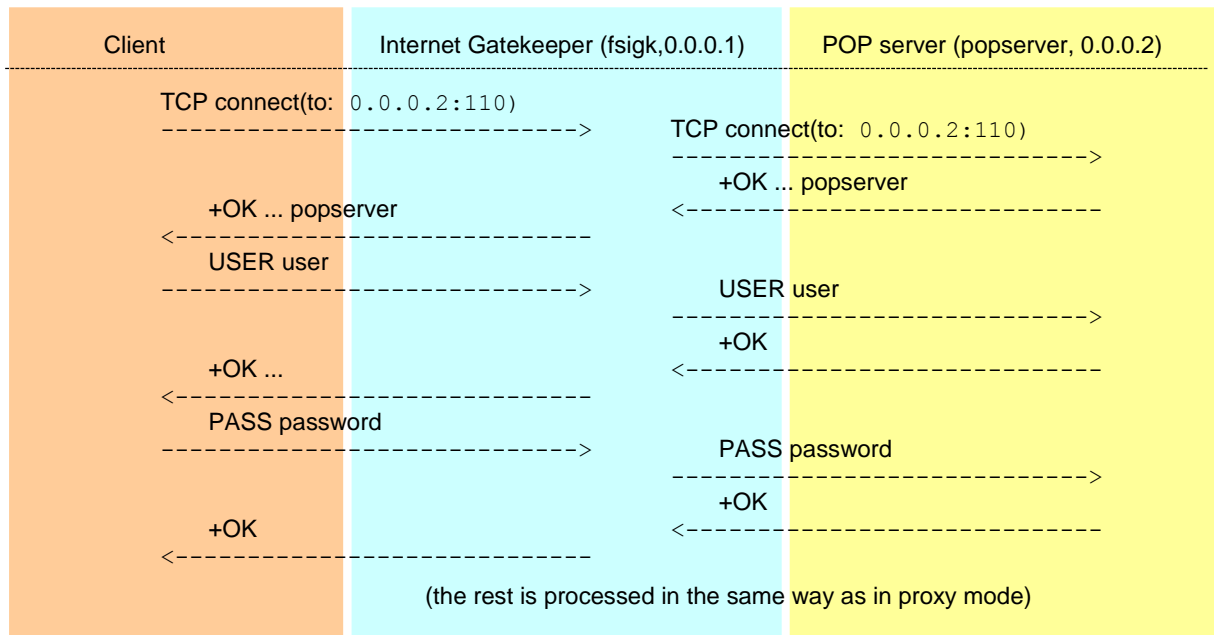 Client Internet Gatekeeper (fsigk,0.0.0.1) POP server (popserver, 0.0.0.2)
TCP connect(to: 0.0.0.2:110)
TCP connect(to: 0.0.0.2:110)
+OK ... popserver
+OK ... popserver
USER user
USER user
+OK
+OK ...
PASS password
PASS password
+OK
+OK
(the rest is processed in the same way as in proxy mode)